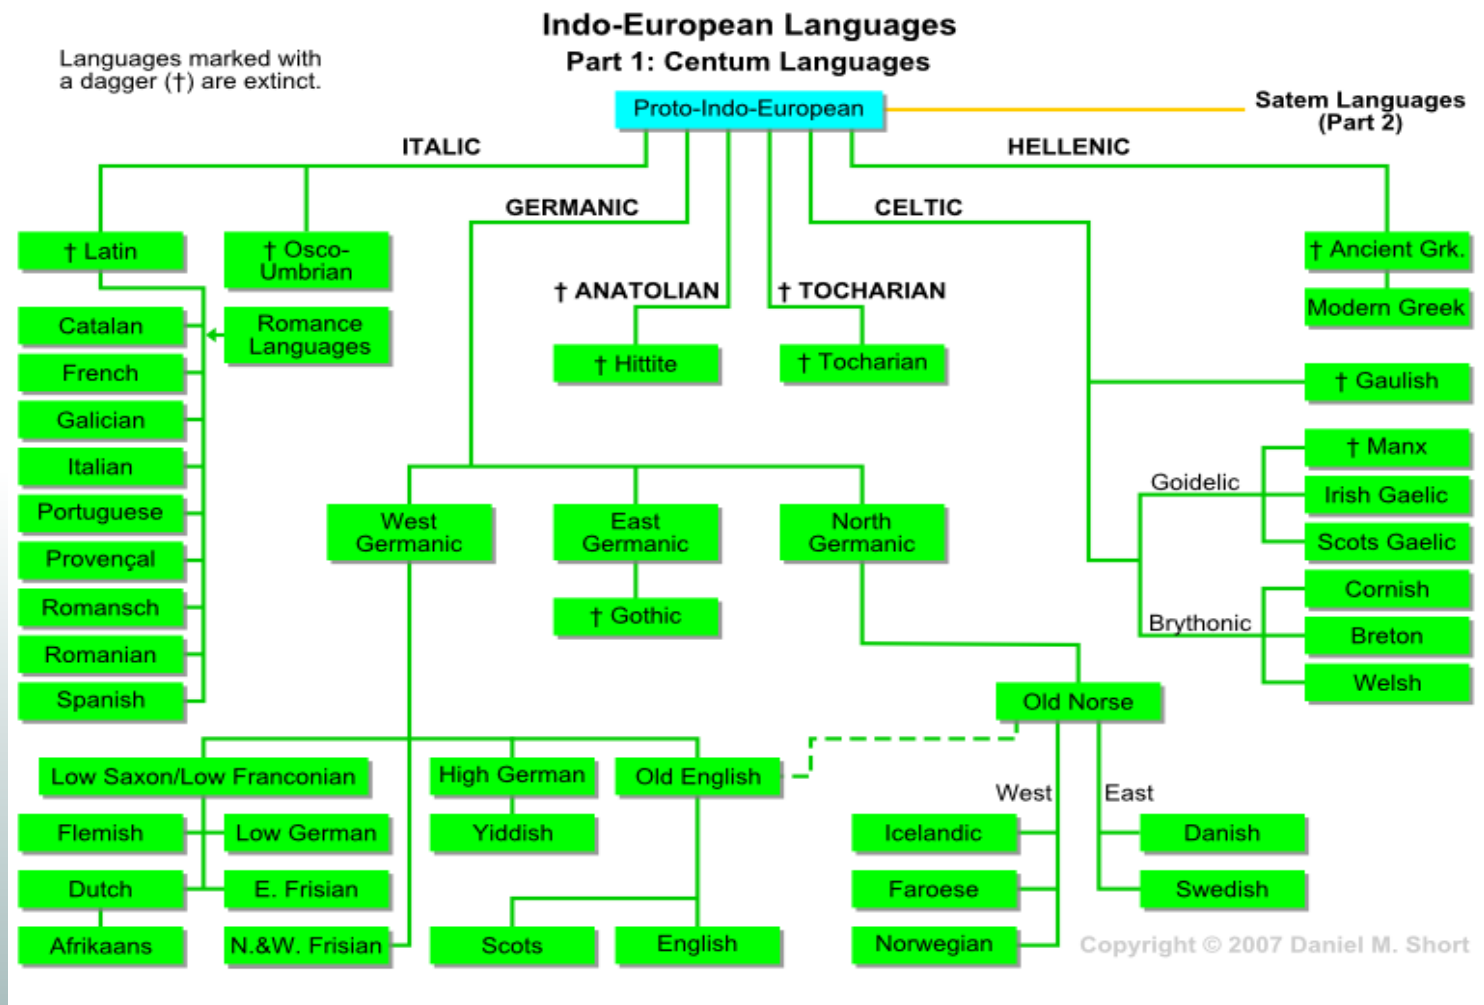 Indo-European Languages
Part 1: Centum Languages
Languages marked with
a dagger (†) are extinct.
Proto-Indo-European
Satem Languages
(Part 2)
ITALIC
HELLENIC
GERMANIC
CELTIC
† Latin
† Osco-
Umbrian
† Ancient Grk.
† ANATOLIAN
† TOCHARIAN
Modern Greek
Catalan
Romance
Languages
† Hittite
† Tocharian
French
† Gaulish
Galician
† Manx
Italian
Goidelic
Irish Gaelic
Portuguese
West
Germanic
East
Germanic
North
Germanic
Scots Gaelic
Provençal
Cornish
Romansch
† Gothic
Brythonic
Breton
Romanian
Welsh
Spanish
Old Norse
Low Saxon/Low Franconian
High German
Old English
West
East
Flemish
Low German
Yiddish
Icelandic
Danish
Dutch
E. Frisian
Faroese
Swedish
Afrikaans
N.&W. Frisian
Scots
English
Norwegian
Copyright © 2007 Daniel M. Short